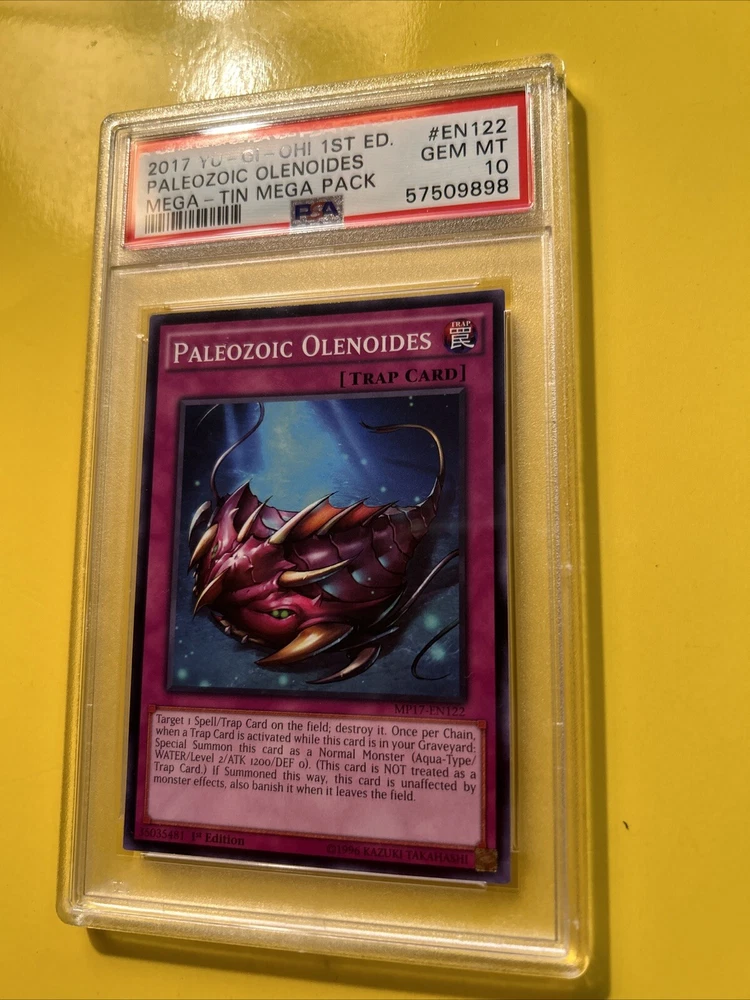 2017 YU-GI-OH! 1ST ED. #EN122
PALEOZOIC OLENOIDES GEM MT
MEGA-TIN MEGA PACK 10
57509898
PSA
PALEOZOIC OLENOIDES
TRAP
罠
[TRAP CARD]
MP17-EN122
Target 1 Spell/Trap Card on the field; destroy it. Once per Chain,
when a Trap Card is activated while this card is in your Graveyard:
Special Summon this card as a Normal Monster (Aqua-Type/
WATER/Level 2/ATK 1200/DEF 0). (This card is NOT treated as a
Trap Card.) If Summoned this way, this card is unaffected by
monster effects, also banish it when it leaves the field.
35035481 1st Edition
©1996 KAZUKI TAKAHASHI